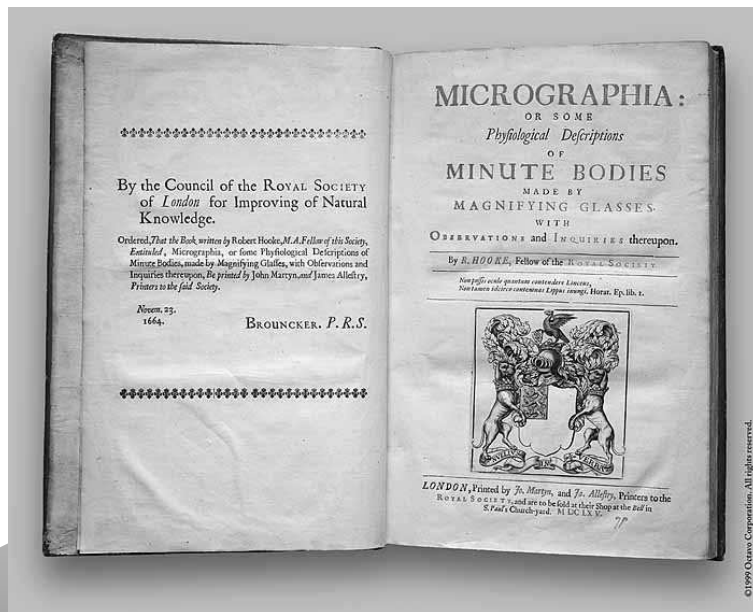 By the Council of the ROYAL SOCIETY
of London for Improving of Natural
Knowledge.
Ordered, That the Book written by Robert Hooke, M.A. Fellow of this Society,
Entituled, Micrographia, or some Phyſiological Deſcriptions of
Minute Bodies, made by Magnifying Glaſſes, with Obſervations and
Inquiries thereupon, Be printed by John Martyn, and James Alleſtry,
Printers to the ſaid Society.
Novem. 23.
1664.
BROUNCKER. P. R. S.
MICROGRAPHIA:
OR SOME
Phyſiological Deſcriptions
OF
MINUTE BODIES
MADE BY
MAGNIFYING GLASSES.
WITH
OBSERVATIONS and INQUIRIES thereupon.
By R. HOOKE, Fellow of the ROYAL SOCIETY
Non poſſis oculo quantum contendere Linceus,
Non tamen idcirco contemnas Lippus inungi. Horat. Ep. lib. 1.
NULLIUS IN VERBA
LONDON, Printed by Jo. Martyn, and Ja. Alleſtry, Printers to the
ROYAL SOCIETY, and are to be ſold at their Shop at the Bell in
S. Paul's Church-yard. M DC LX V.
©1999 Octavo Corporation. All rights reserved.